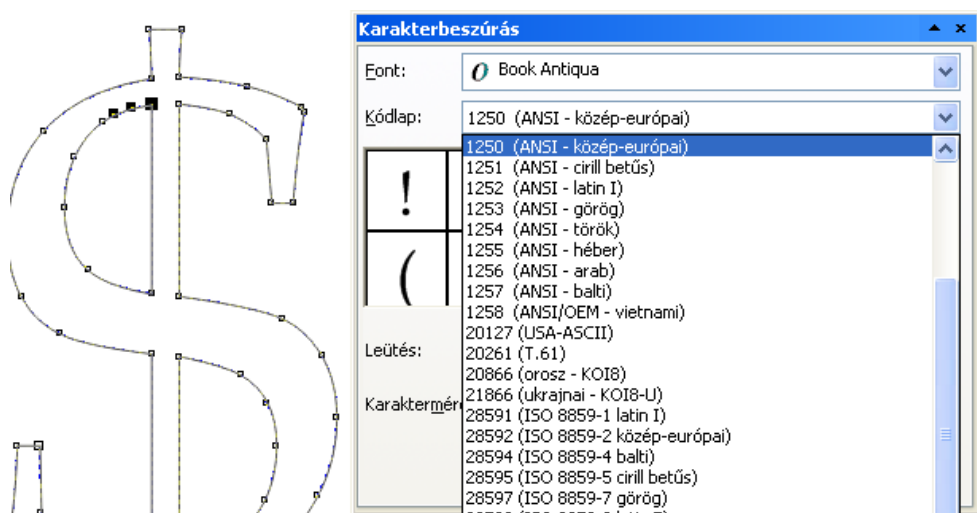 Karakterbeszúrás
Font: Book Antiqua
Kódlap: 1250 (ANSI - közép-európai)
1250 (ANSI - közép-európai)
1251 (ANSI - cirill betűs)
1252 (ANSI - latin I)
1253 (ANSI - görög)
1254 (ANSI - török)
1255 (ANSI - héber)
1256 (ANSI - arab)
1257 (ANSI - balti)
1258 (ANSI/OEM - vietnami)
20127 (USA-ASCII)
20261 (T.61)
20866 (orosz - KOI8)
21866 (ukrajnai - KOI8-U)
28591 (ISO 8859-1 latin I)
28592 (ISO 8859-2 közép-európai)
28594 (ISO 8859-4 balti)
28595 (ISO 8859-5 cirill betűs)
28597 (ISO 8859-7 görög)
!
(
Leütés:
$